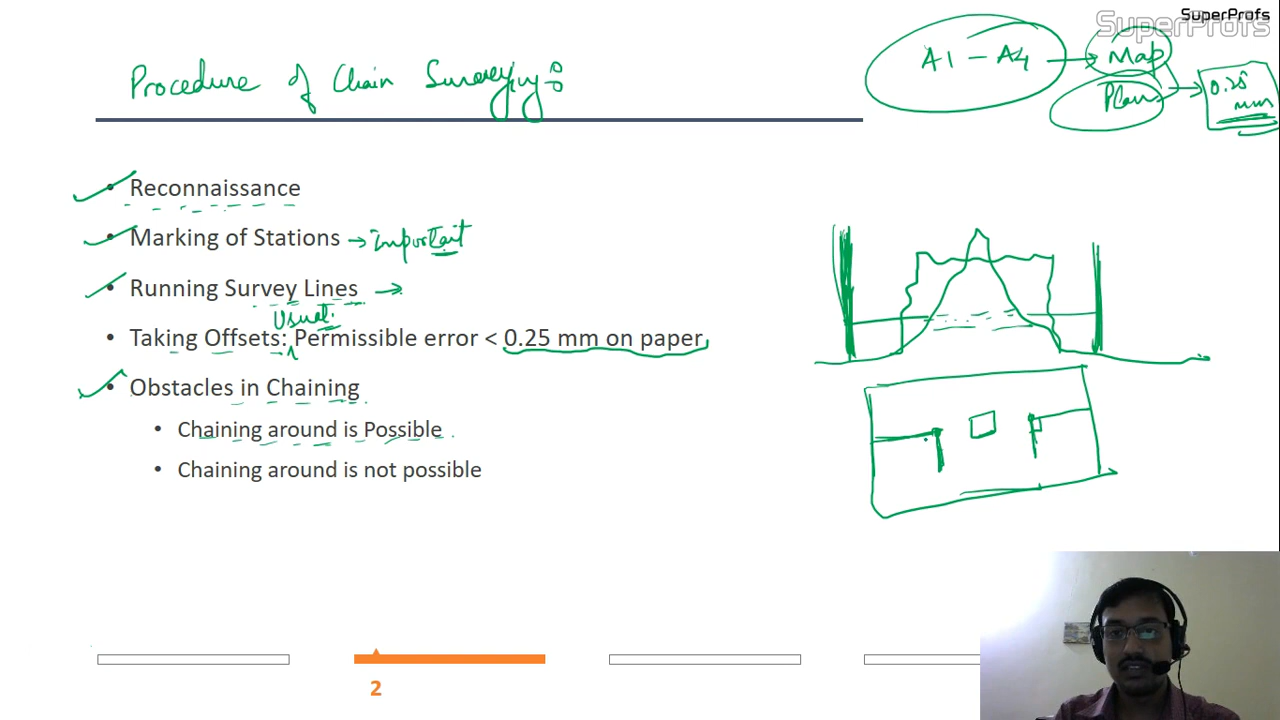 SuperProfs
SuperProfs
A1 - A4 → Map
Plan → 0.25 mm
Procedure of Chain Surveying:
• Reconnaissance
• Marking of Stations → Important
• Running Survey Lines →
Usual:
• Taking Offsets: Permissible error < 0.25 mm on paper
• Obstacles in Chaining
• Chaining around is Possible
• Chaining around is not possible
2